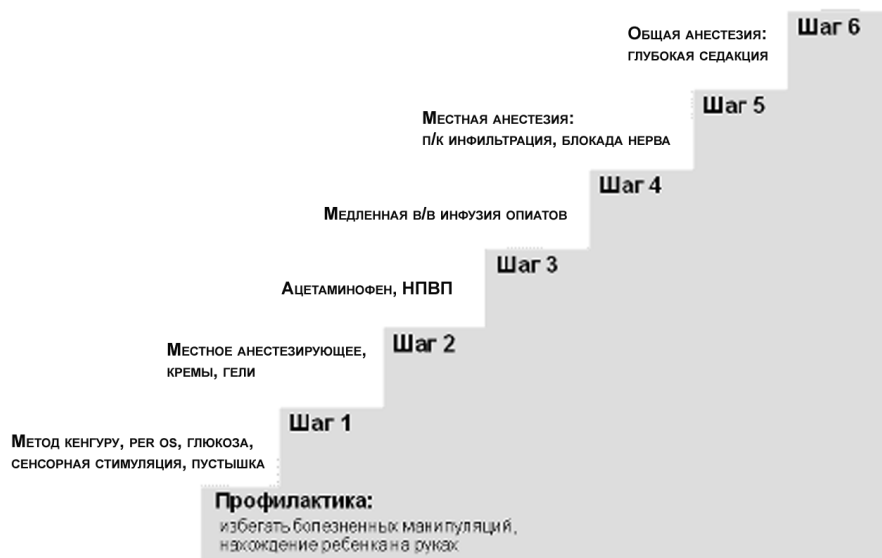 Общая анестезия:
глубокая седакция
Шаг 6
Местная анестезия:
п/к инфильтрация, блокада нерва
Шаг 5
Медленная в/в инфузия опиатов
Шаг 4
Ацетаминофен, НПВП
Шаг 3
Местное анестезирующее,
кремы, гели
Шаг 2
Метод кенгуру, per os, глюкоза,
сенсорная стимуляция, пустышка
Шаг 1
Профилактика:
избегать болезненных манипуляций,
нахождение ребенка на руках